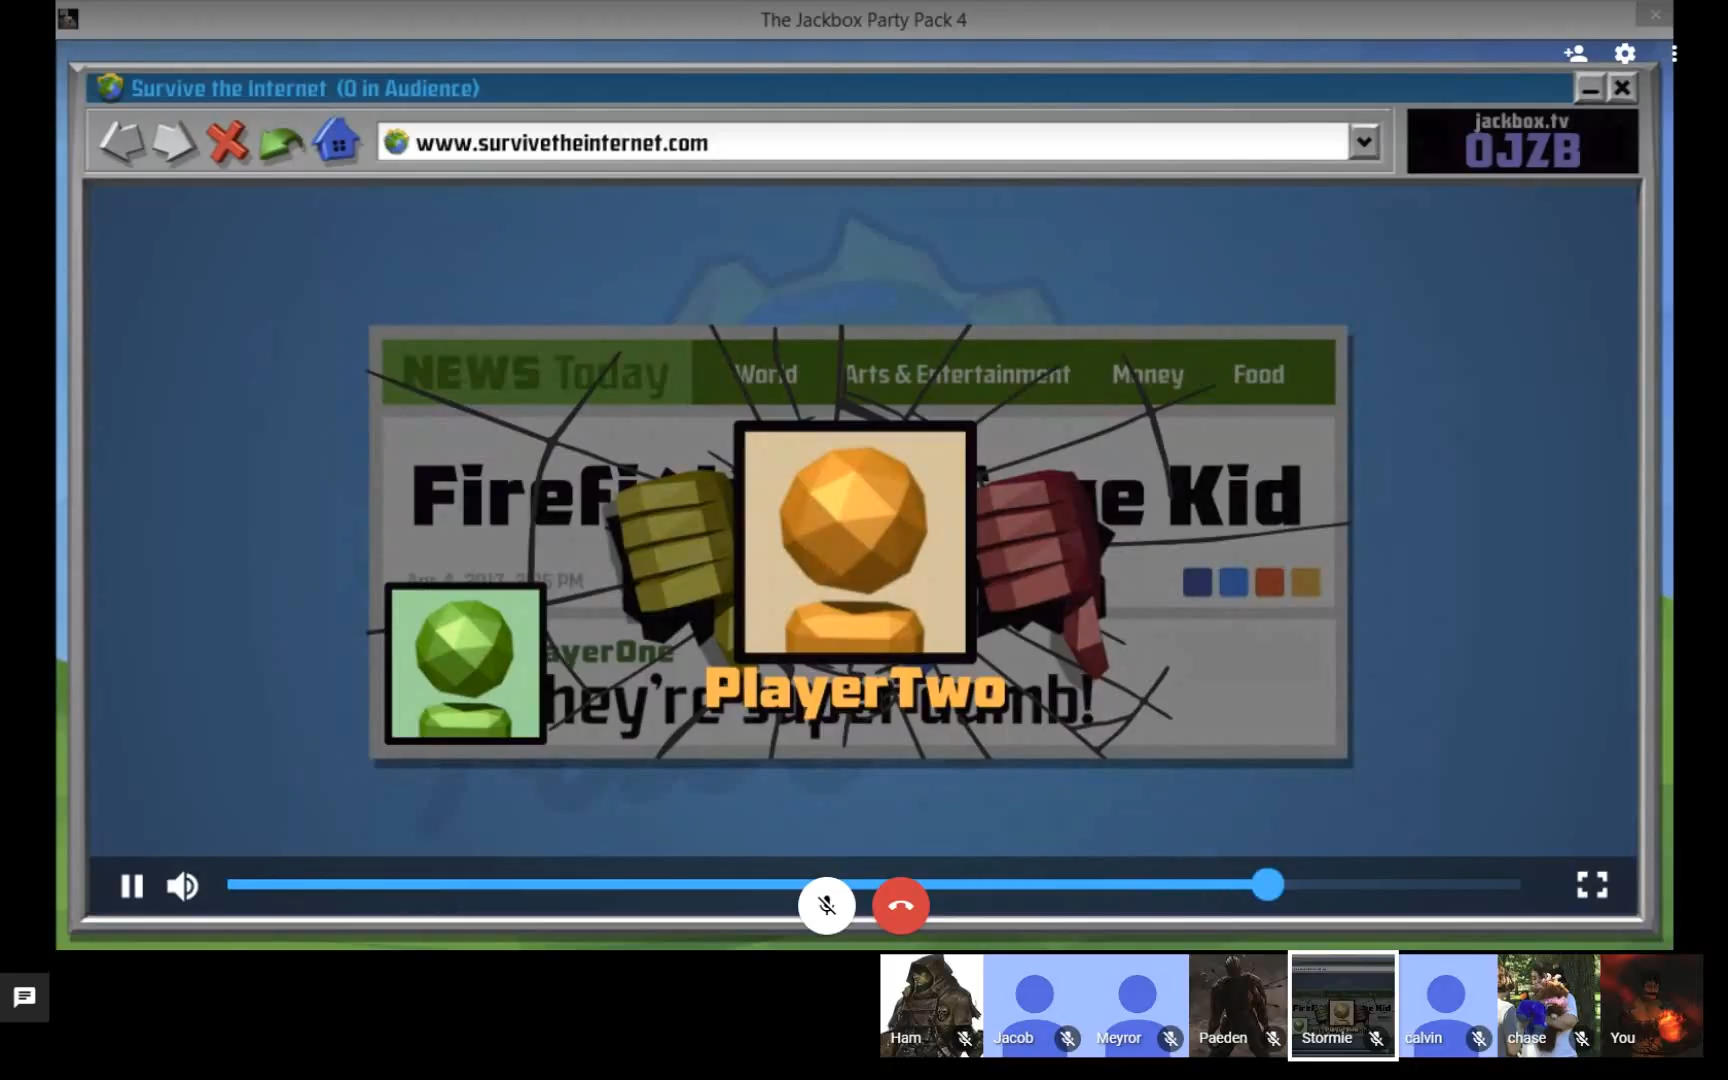 The Jackbox Party Pack 4
Survive the Internet (0 in Audience)
www.survivetheinternet.com
jackbox.tv
OJZB
NEWS Today World Arts & Entertainment Money Food
Kid
PlayerTwo
Ham Jacob Meyror Paeden Stormie calvin chase You